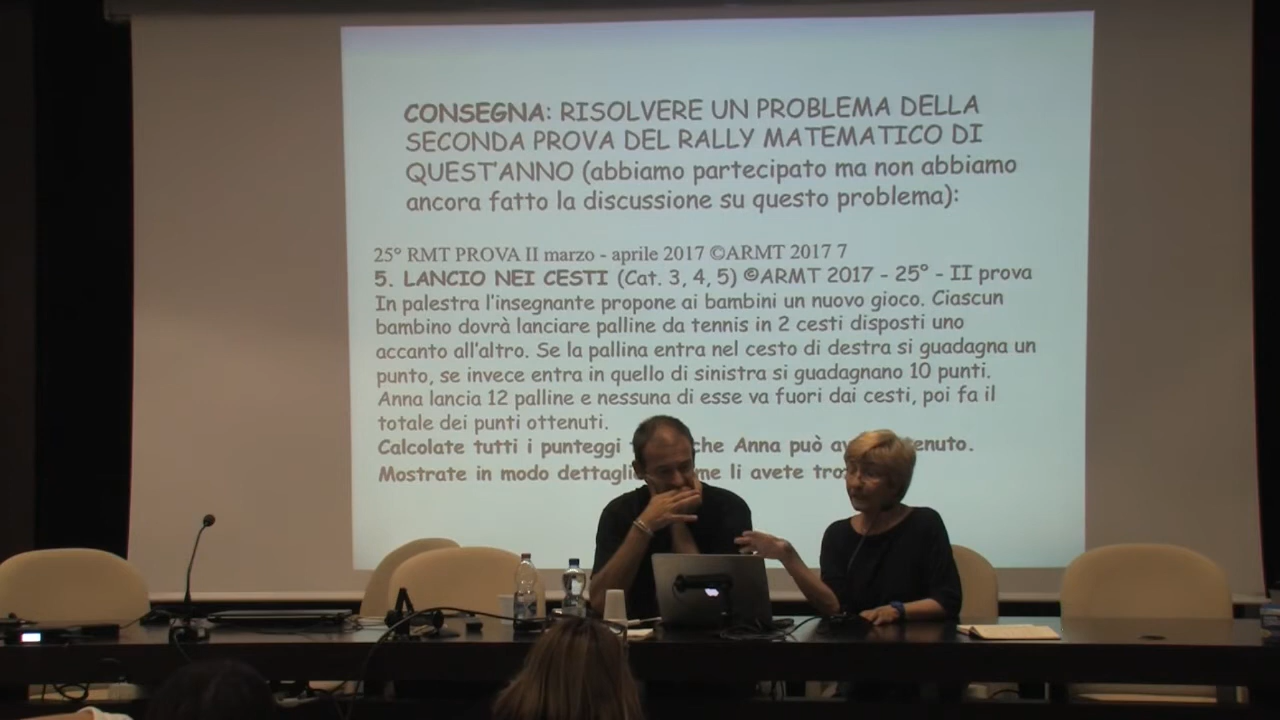 CONSEGNA: RISOLVERE UN PROBLEMA DELLA
SECONDA PROVA DEL RALLY MATEMATICO DI
QUEST'ANNO (abbiamo partecipato ma non abbiamo
ancora fatto la discussione su questo problema):
25° RMT PROVA II marzo - aprile 2017 ©ARMT 2017 7
5. LANCIO NEI CESTI (Cat. 3, 4, 5) ©ARMT 2017 - 25° - II prova
In palestra l'insegnante propone ai bambini un nuovo gioco. Ciascun
bambino dovrà lanciare palline da tennis in 2 cesti disposti uno
accanto all'altro. Se la pallina entra nel cesto di destra si guadagna un
punto, se invece entra in quello di sinistra si guadagnano 10 punti.
Anna lancia 12 palline e nessuna di esse va fuori dai cesti, poi fa il
totale dei punti ottenuti.
Calcolate tutti i punteggi che Anna può
Mostrate in modo li avete